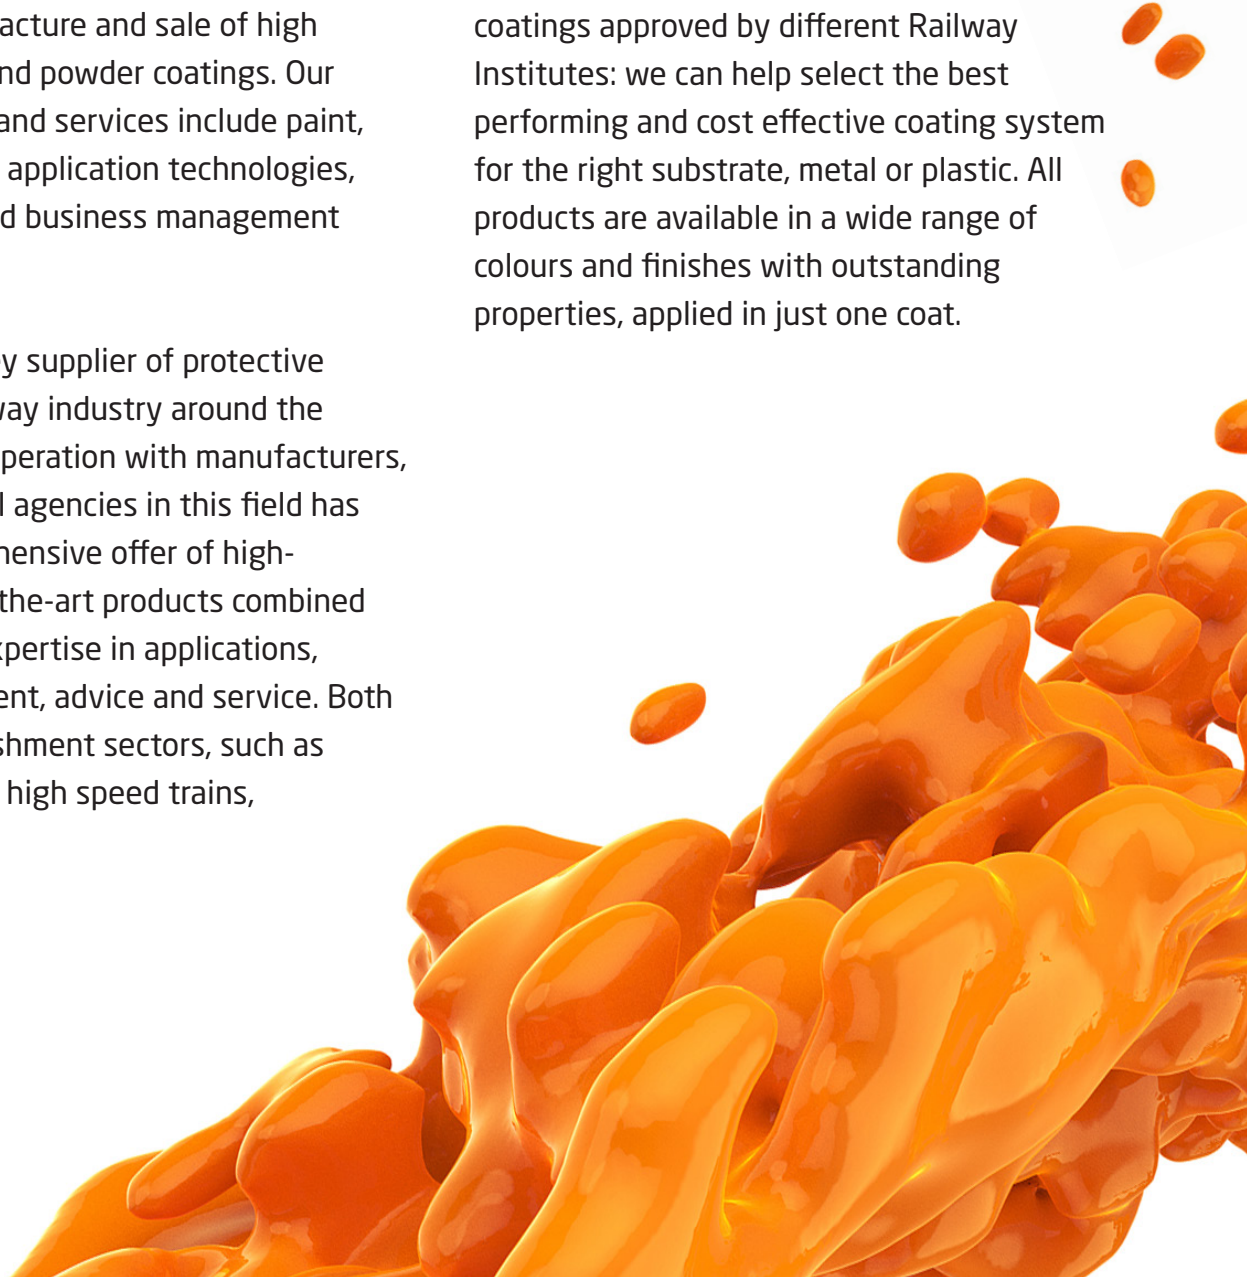 acture and sale of high
nd powder coatings. Our
and services include paint,
application technologies,
d business management
y supplier of protective
way industry around the
peration with manufacturers,
l agencies in this field has
hensive offer of high-
the-art products combined
xpertise in applications,
ent, advice and service. Both
shment sectors, such as
high speed trains,
coatings approved by different Railway
Institutes: we can help select the best
performing and cost effective coating system
for the right substrate, metal or plastic. All
products are available in a wide range of
colours and finishes with outstanding
properties, applied in just one coat.